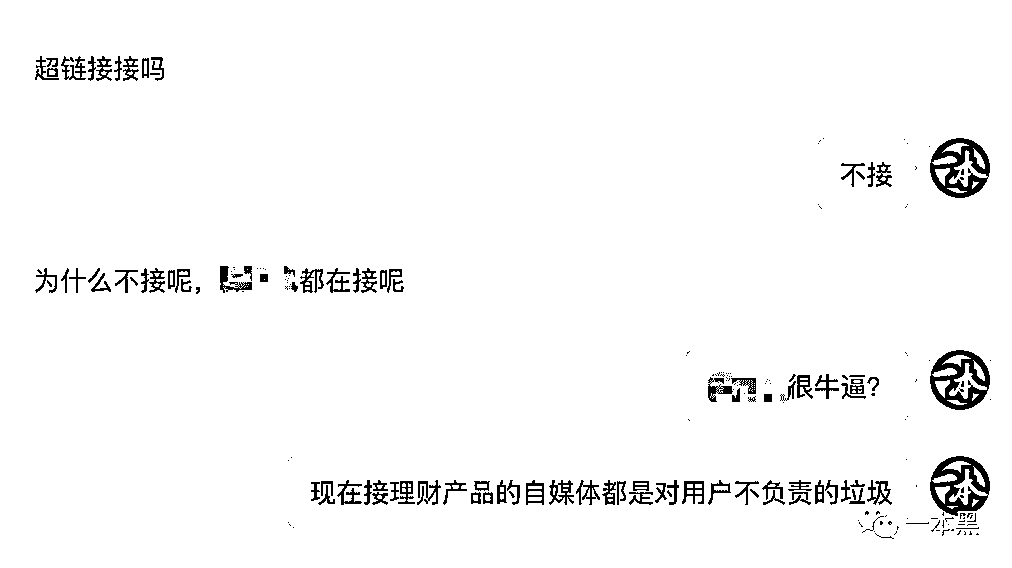 超链接接吗
不接
为什么不接呢，都在接呢
很牛逼？
现在接理财产品的自媒体都是对用户不负责的垃圾
一本黑